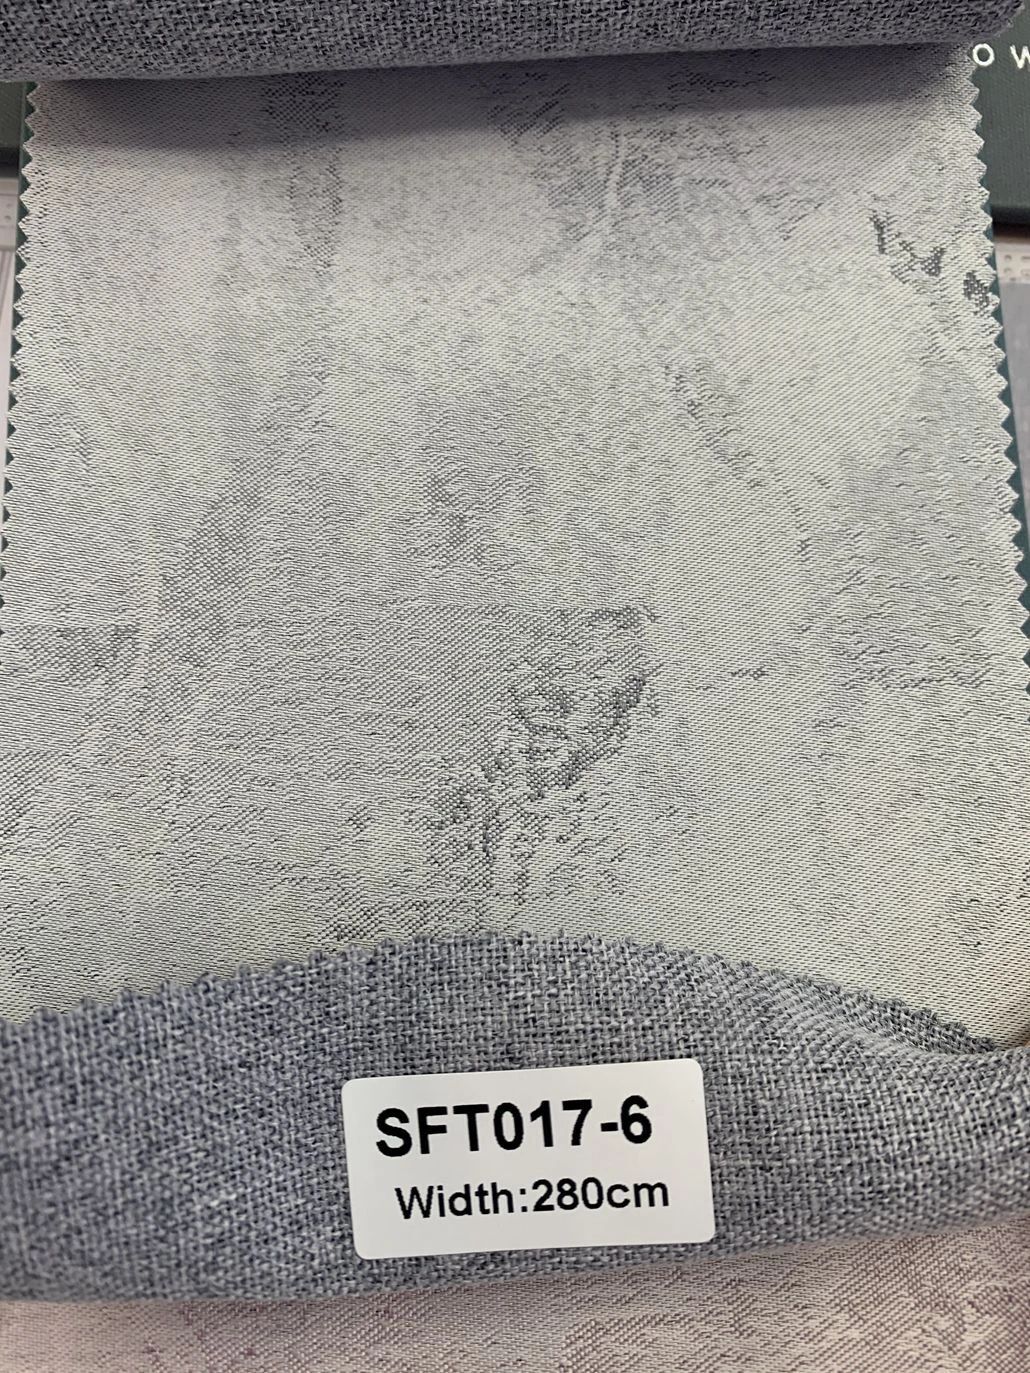 O W
SFT017-6
Width:280cm